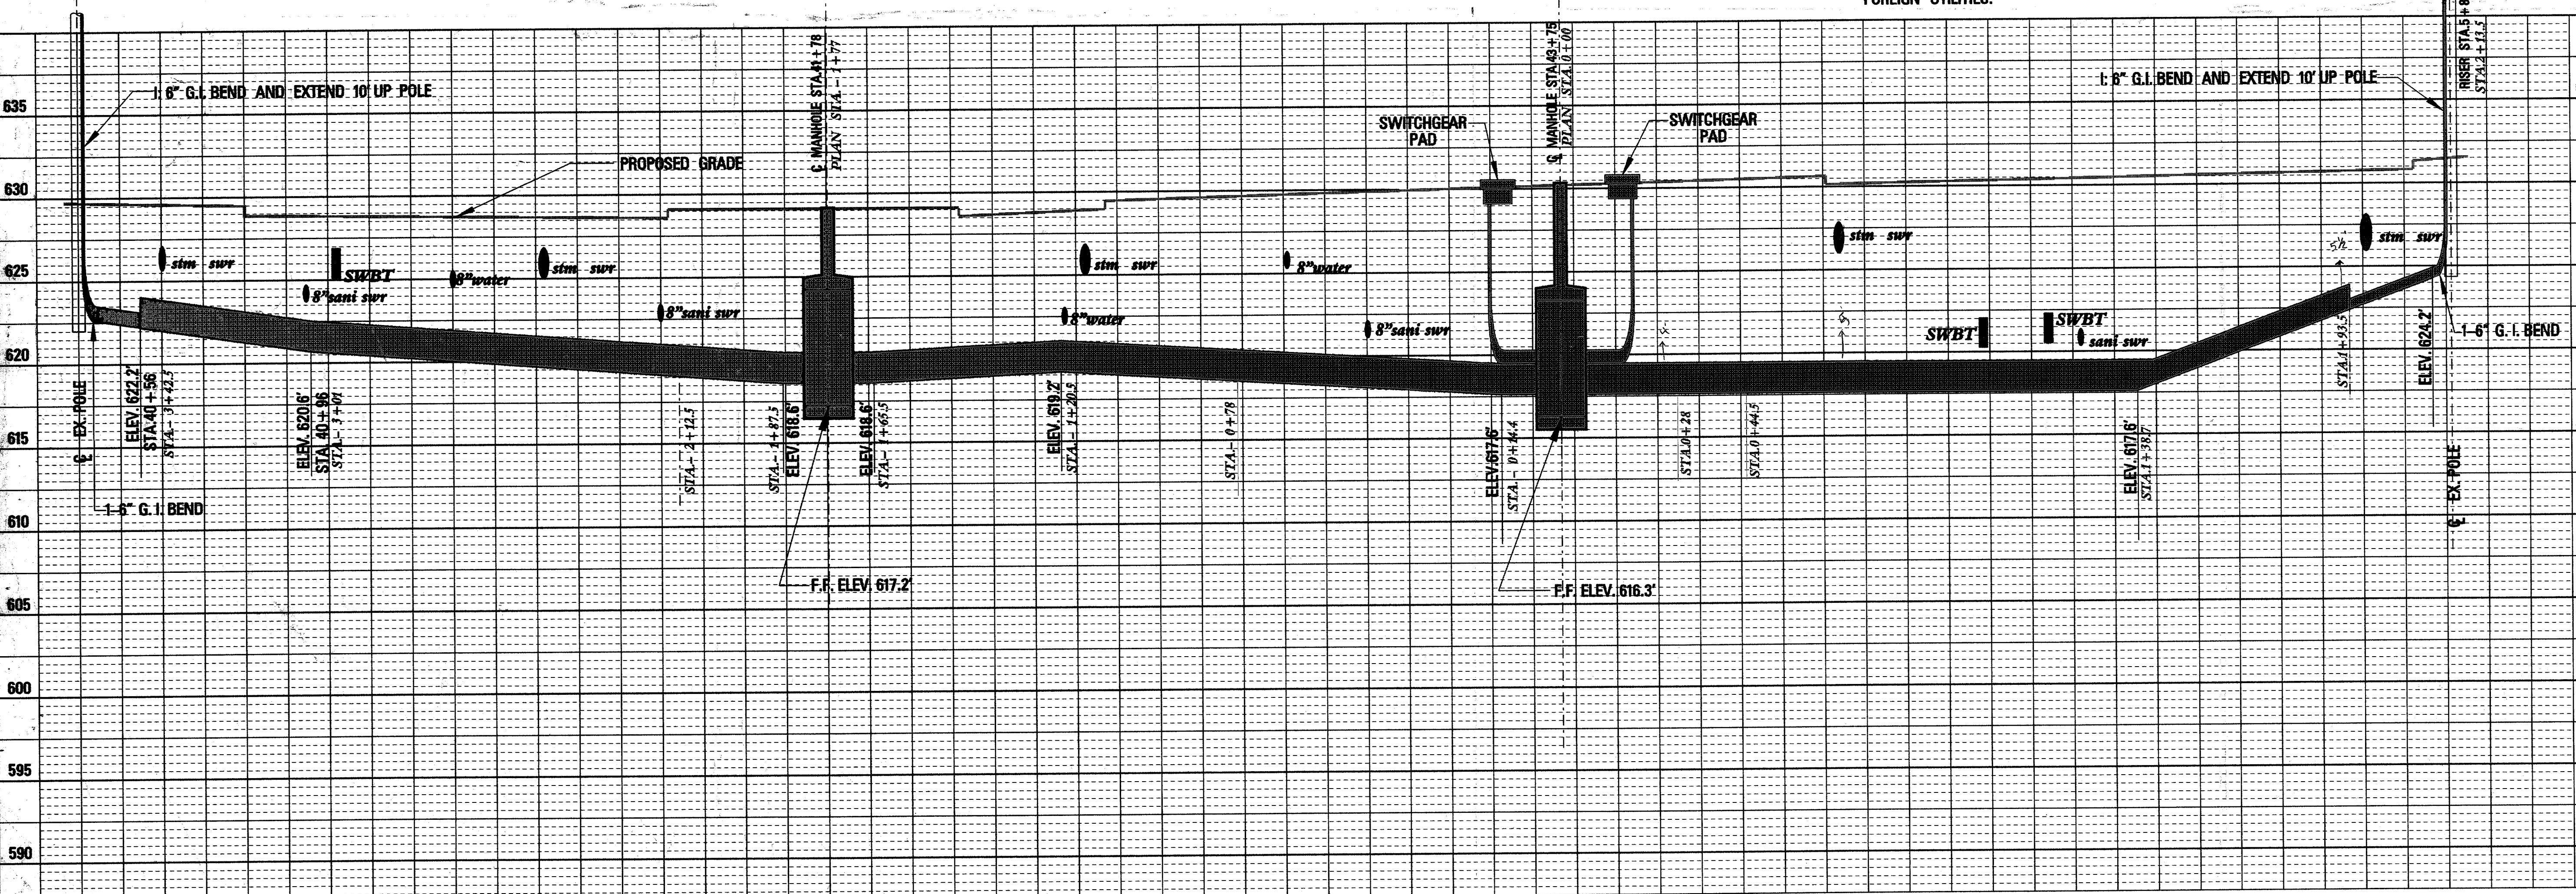 FOREIGN UTILITIES.
635
630
625
620
615
610
605
600
595
590
1: 6" G.I. BEND AND EXTEND 10' UP POLE
PROPOSED GRADE
C MANHOLE STA.41+78
PLAN STA.- 1+77
SWITCHGEAR
PAD
℄ MANHOLE STA.43+75
PLAN STA. 0+00
SWITCHGEAR
PAD
1: 6" G.I. BEND AND EXTEND 10' UP POLE
RISER STA.5+8
STA.2+13.5
stm swr
SWBT
8"sani swr
8"water
stm swr
8"sani swr
stm swr
8"water
8"water
8"sani swr
stm swr
SWBT
SWBT
sani swr
5½'
stm swr
1-6" G. I. BEND
℄ EX. POLE
1-6" G. I. BEND
ELEV. 622.2'
STA.40+56
STA.- 3+42.5
ELEV. 620.6'
STA.40+96
STA.- 3+01
STA.- 2+12.5
STA.- 1+87.5
ELEV. 618.6'
ELEV. 618.6'
STA.- 1+65.5
ELEV. 619.2'
STA.- 1+20.5
STA.- 0+78
ELEV. 617.6'
STA.- 0+14.4
STA.0+28
STA.0+44.5
ELEV. 617.6'
STA.1+38.7
STA.1+93.5
ELEV. 624.2'
℄ EX. POLE
F.F. ELEV. 617.2'
F.F. ELEV. 616.3'